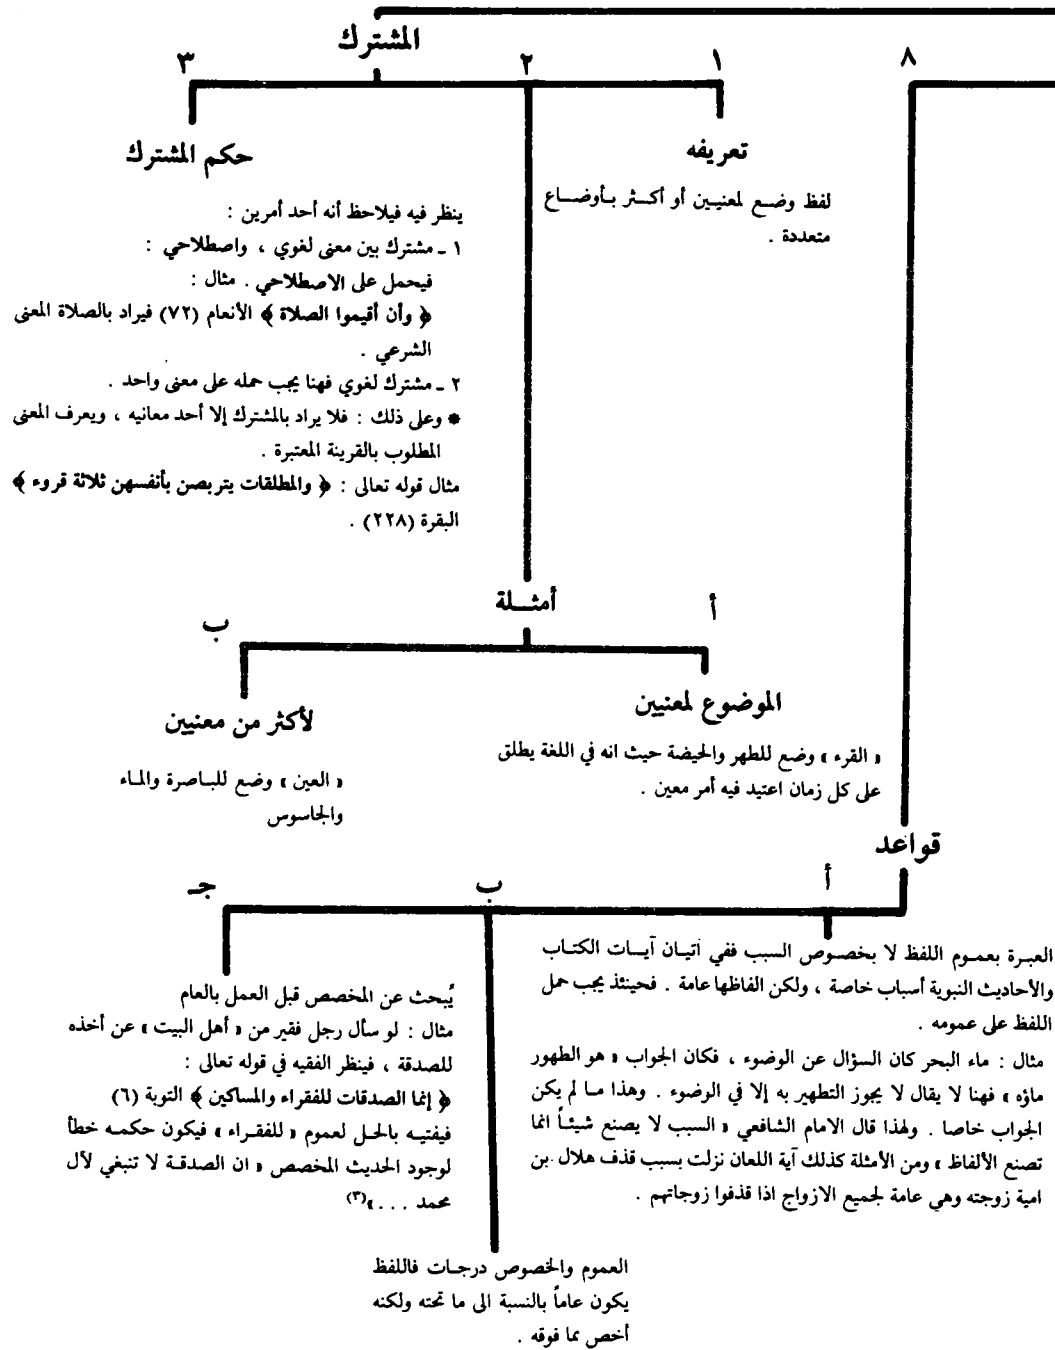 المشترك
٨
١
٢
٣
تعريفه
لفظ وضع لمعنيين أو أكثر بأوضاع
متعددة .
حكم المشترك
ينظر فيه فيلاحظ أنه أحد أمرين :
١ ـ مشترك بين معنى لغوي ، واصطلاحي :
فيحمل على الاصطلاحي . مثال :
﴿ وأن أقيموا الصلاة ﴾ الأنعام (٧٢) فيراد بالصلاة المعنى
الشرعي .
٢ ـ مشترك لغوي فهنا يجب حمله على معنى واحد .
* وعلى ذلك : فلا يراد بالمشترك إلا أحد معانيه ، ويعرف المعنى
المطلوب بالقرينة المعتبرة .
مثال قوله تعالى : ﴿ والمطلقات يتربصن بأنفسهن ثلاثة قروء ﴾
البقرة (٢٢٨) .
أمثلة
أ
ب
الموضوع لمعنيين
« القرء » وضع للطهر والحيضة حيث انه في اللغة يطلق
على كل زمان اعتيد فيه أمر معين .
لأكثر من معنيين
« العين » وضع للباصرة والماء
والجاسوس
قواعد
أ
ب
جـ
العبرة بعموم اللفظ لا بخصوص السبب ففي اتيان آيات الكتاب
والأحاديث النبوية أسباب خاصة ، ولكن الفاظها عامة . فحينئذ يجب حمل
اللفظ على عمومه .
مثال : ماء البحر كان السؤال عن الوضوء ، فكان الجواب « هو الطهور
ماؤه » فهنا لا يقال لا يجوز التطهير به إلا في الوضوء . وهذا ما لم يكن
الجواب خاصا . ولهذا قال الامام الشافعي « السبب لا يصنع شيئاً انما
تصنع الألفاظ » ومن الأمثلة كذلك آية اللعان نزلت بسبب قذف هلال بن
امية زوجته وهي عامة لجميع الازواج اذا قذفوا زوجاتهم .
يُبحث عن المخصص قبل العمل بالعام
مثال : لو سأل رجل فقير من « أهل البيت » عن أخذه
للصدقة ، فينظر الفقيه في قوله تعالى :
﴿ إنما الصدقات للفقراء والمساكين ﴾ التوبة (٦)
فيفتيه بالحل لعموم « للفقراء » فيكون حكمه خطأ
لوجود الحديث المخصص « ان الصدقة لا تنبغي لآل
محمد . . . »(٣)
العموم والخصوص درجات فاللفظ
يكون عاماً بالنسبة الى ما تحته ولكنه
أخص مما فوقه .